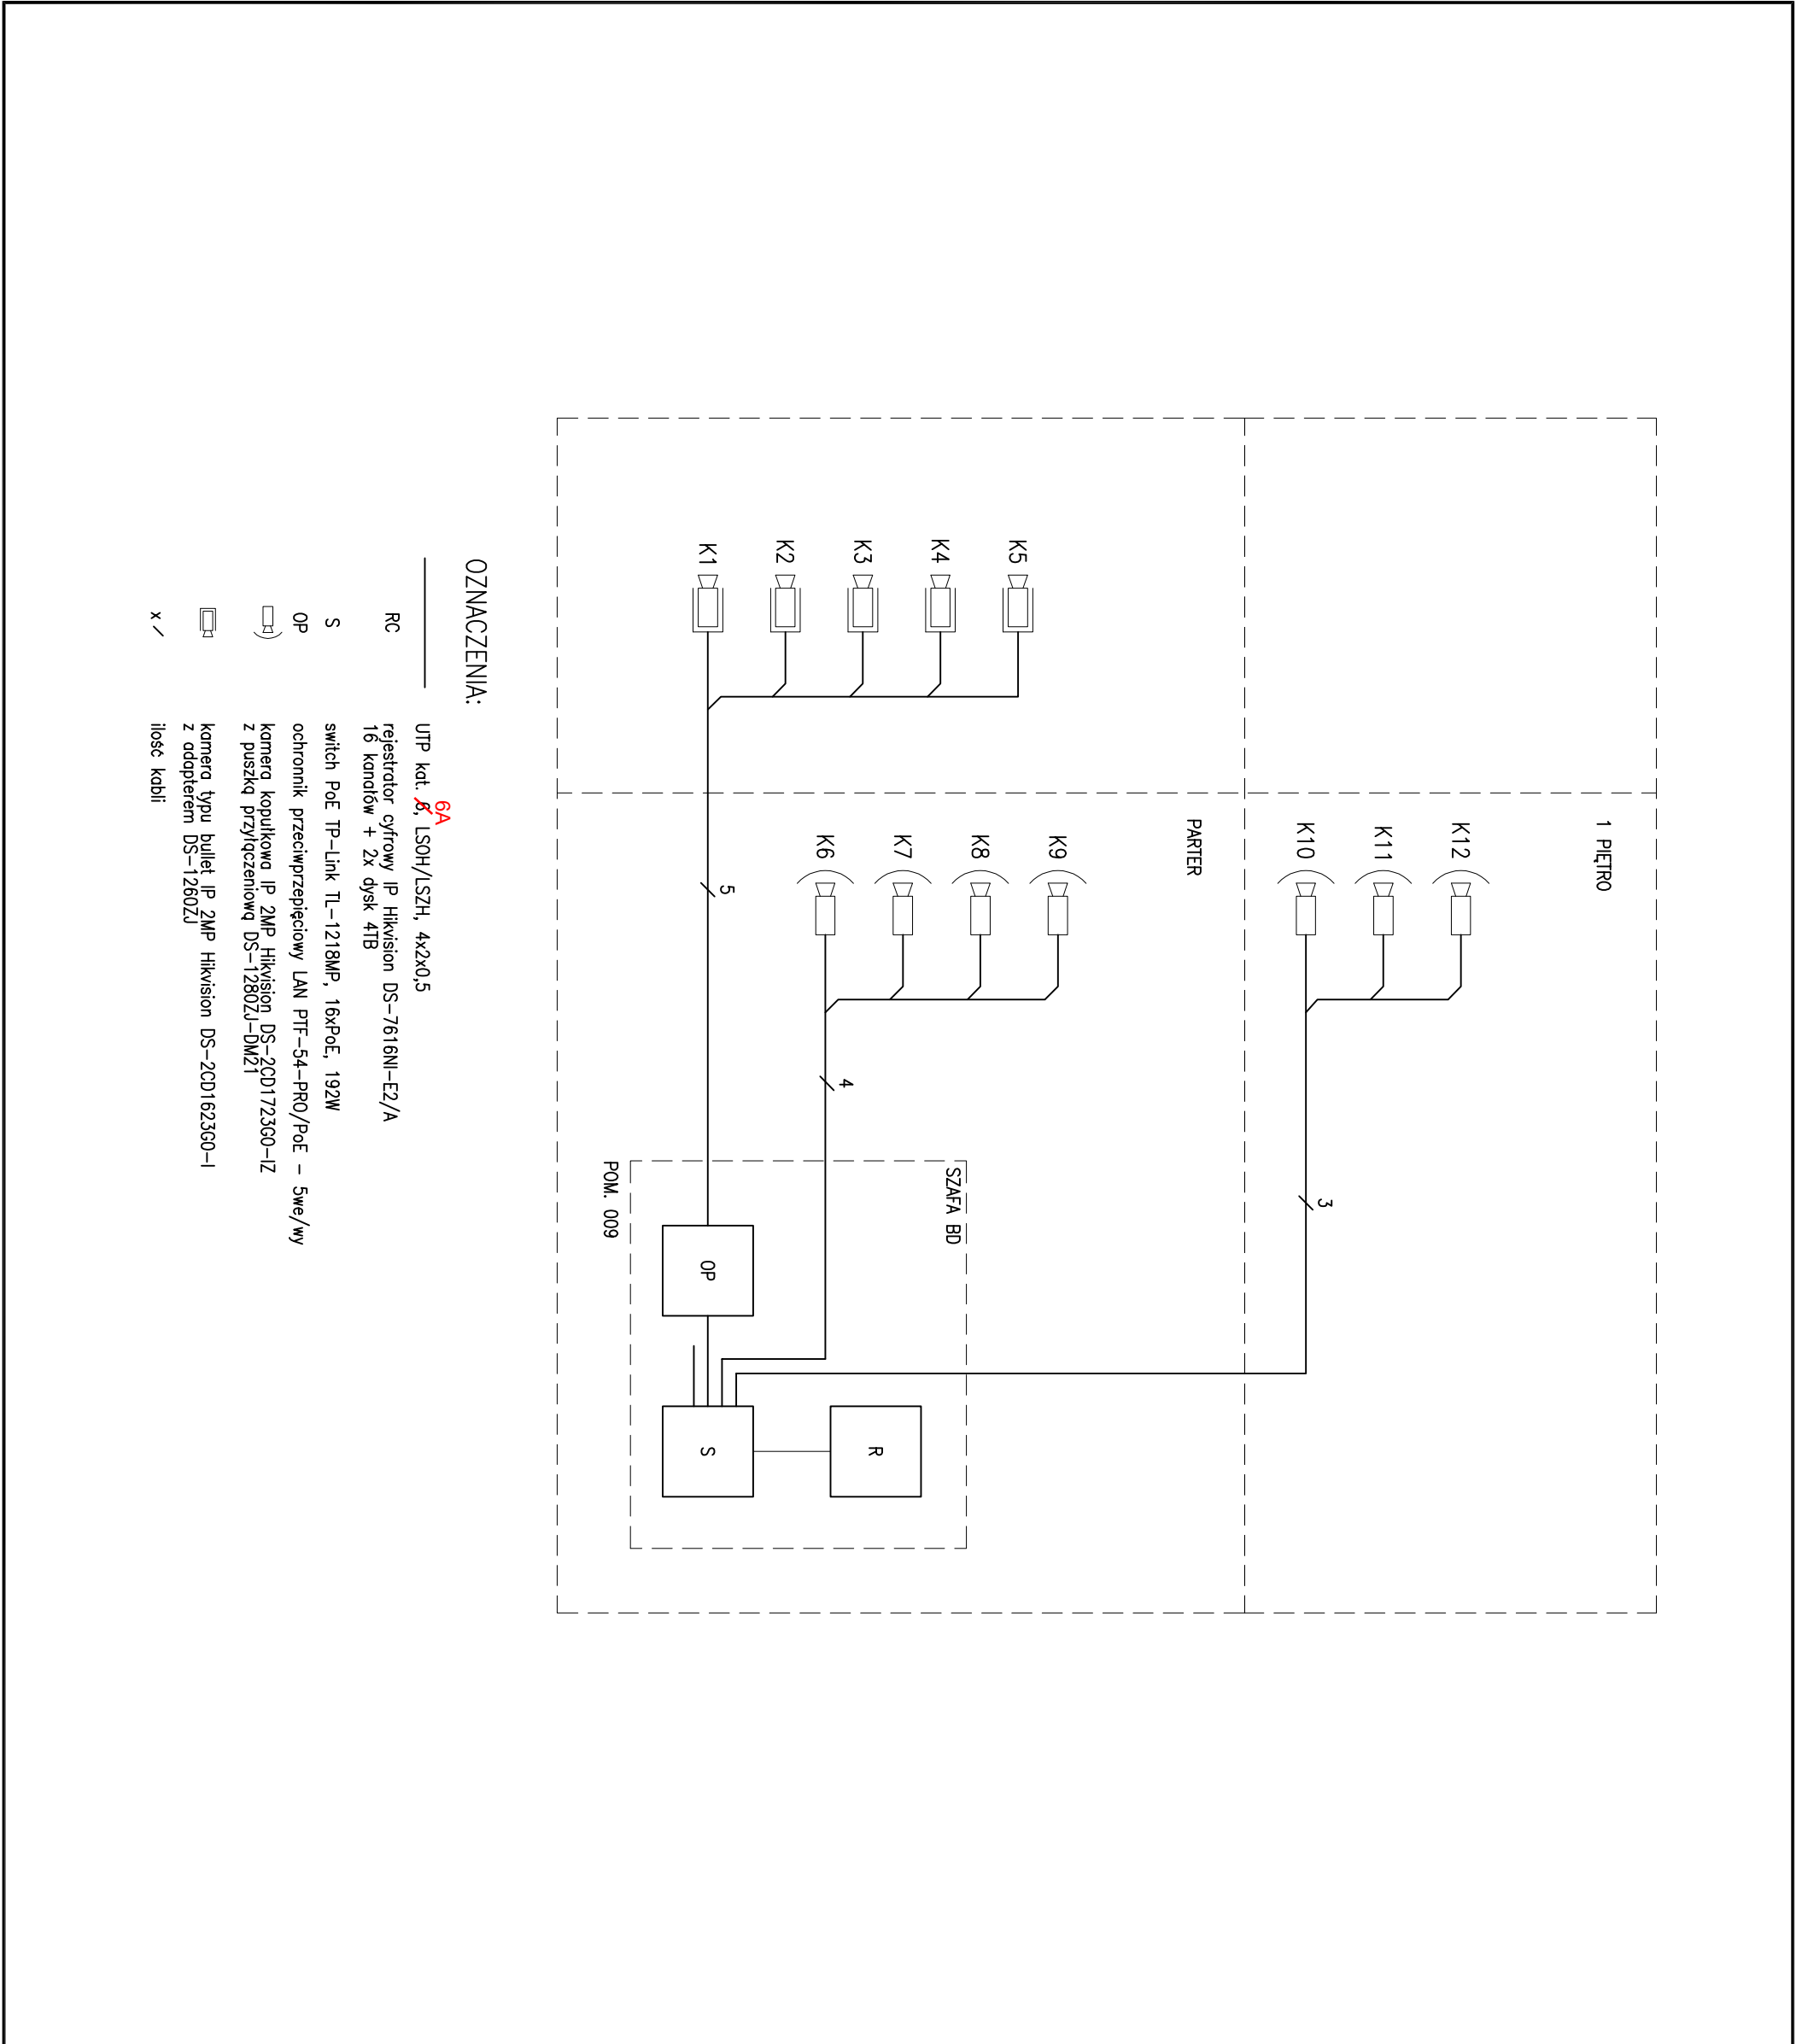 1 PIĘTRO
K12
K11
K10
3
PARTER
K5
K4
K3
K2
K1
K9
K8
K7
K6
5
4
SZAFA BD
OP
R
S
POM. 009
OZNACZENIA:
6A
UTP kat. 6, LSOH/LSZH, 4x2x0,5
RC rejestrator cyfrowy IP Hikvision DS-7616NI-E2/A
16 kanałów + 2x dysk 4TB
S switch PoE TP-Link TL-1218MP, 16xPoE, 192W
OP ochronnik przeciwprzepięciowy LAN PTF-54-PRO/PoE - 5we/wy
kamera kopułkowa IP 2MP Hikvision DS-2CD1723G0-IZ
z puszką przyłączeniową DS-1280ZJ-DM21
kamera typu bullet IP 2MP Hikvision DS-2CD1623G0-I
z adapterem DS-1260ZJ
x ilość kabli